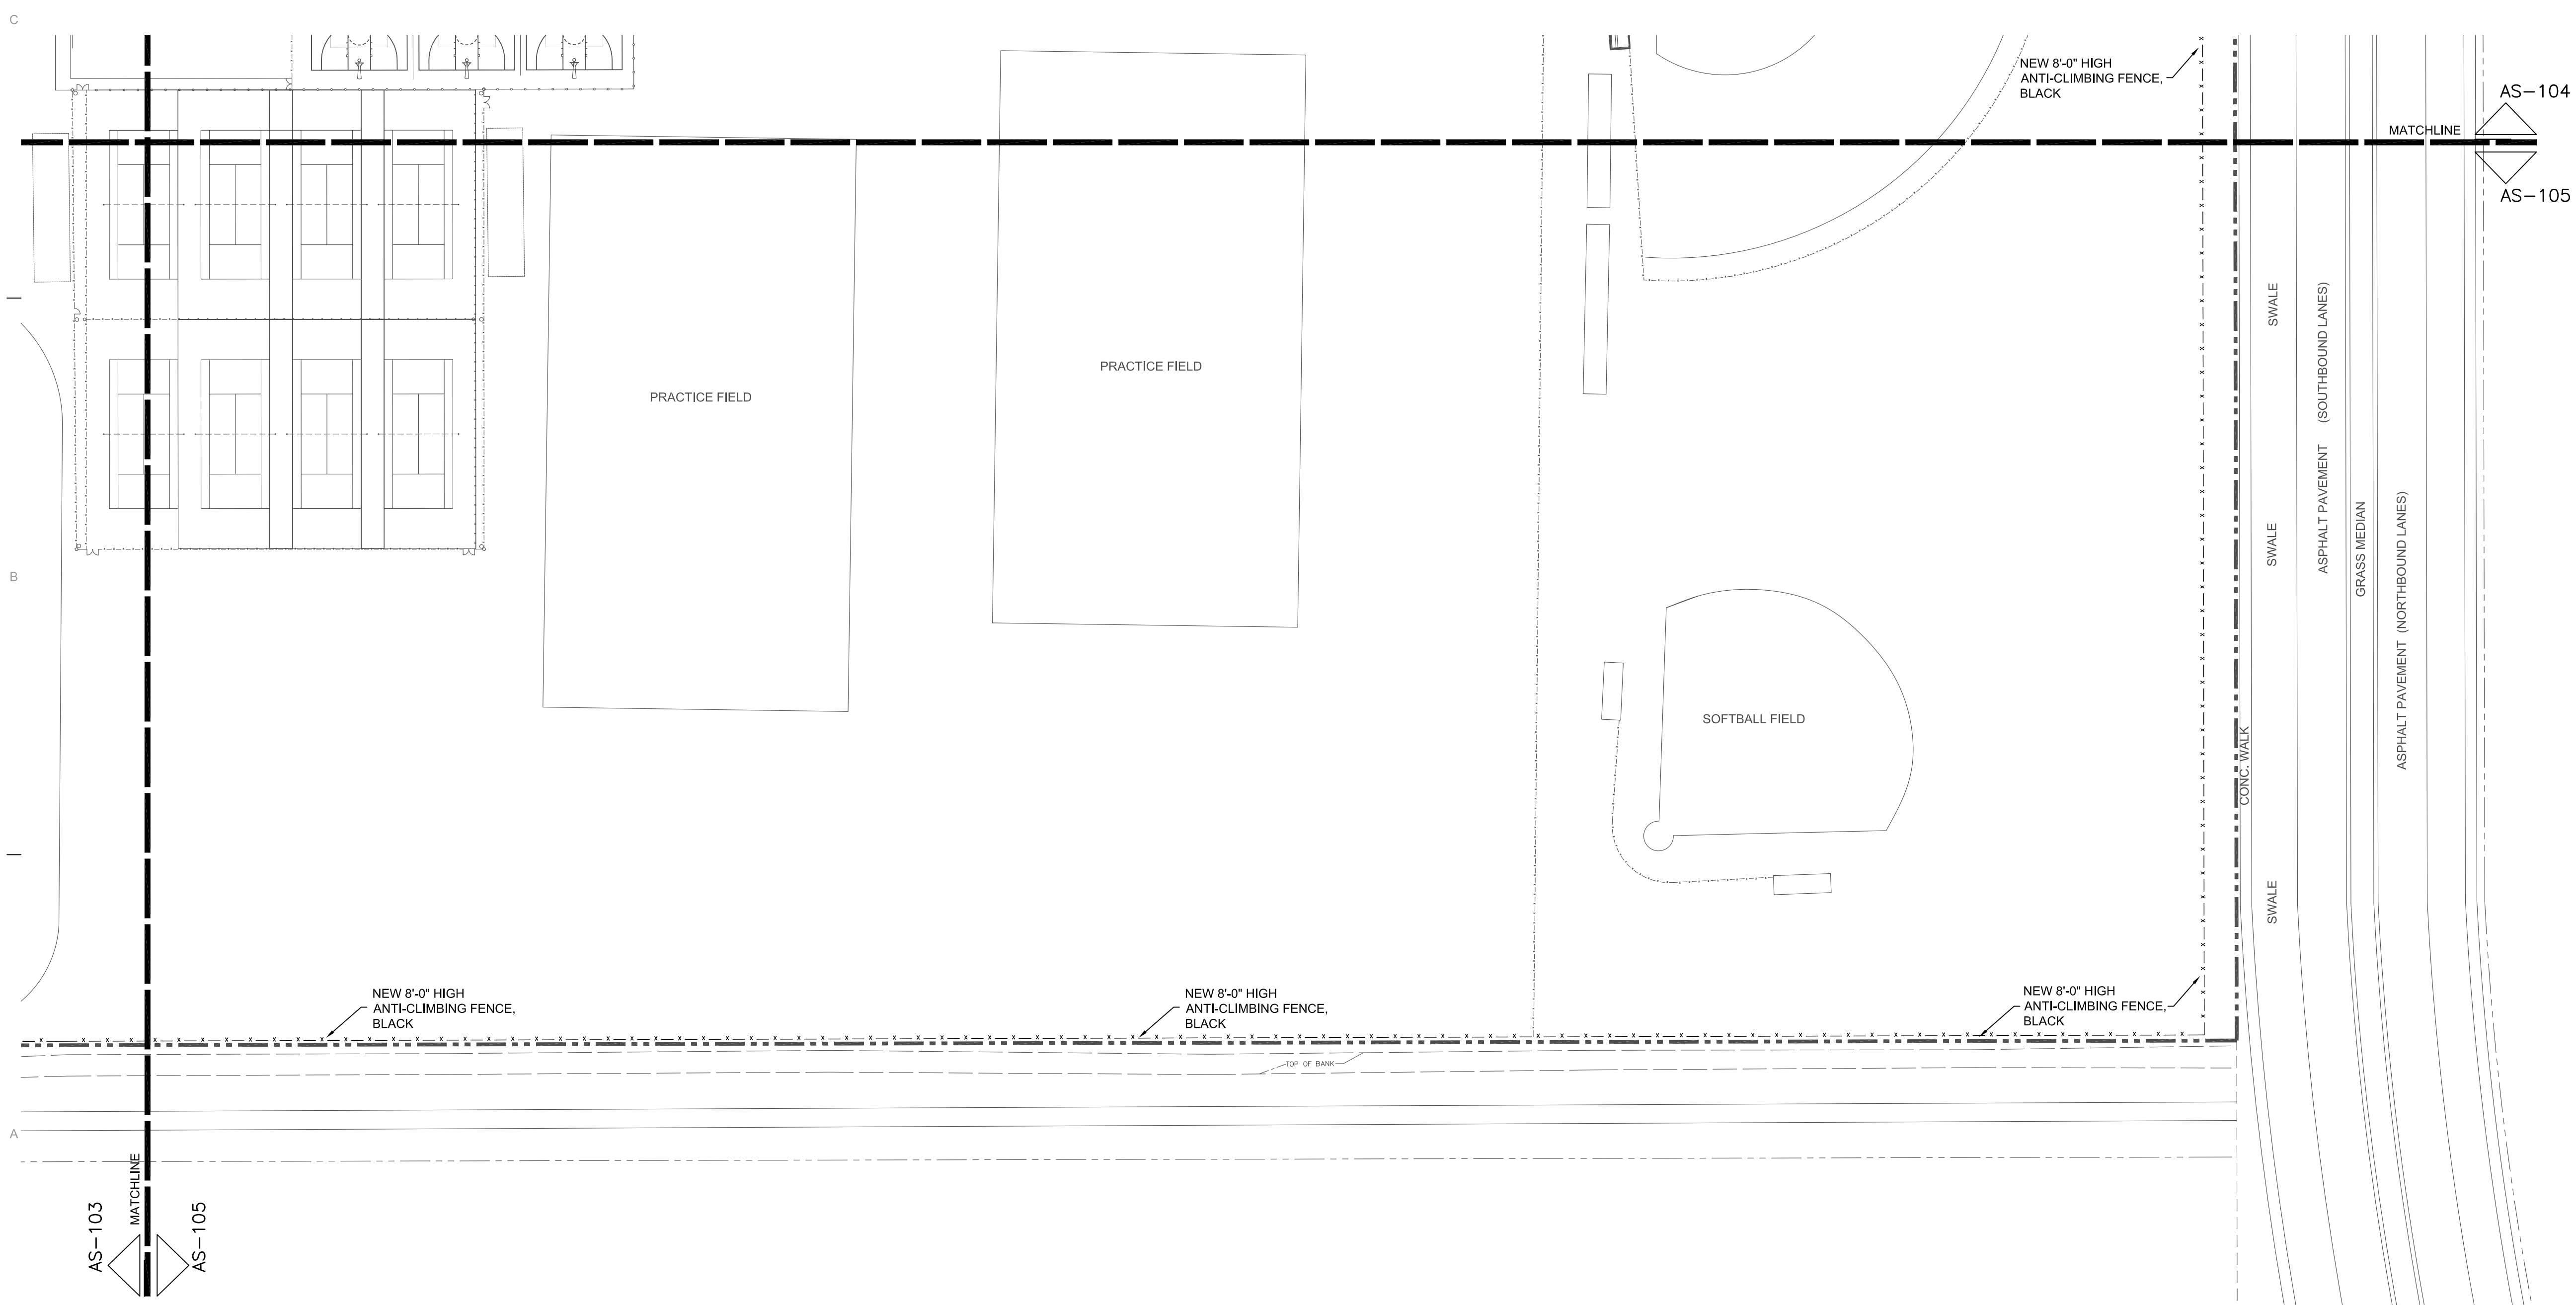 C
NEW 8'-0" HIGH
ANTI-CLIMBING FENCE,
BLACK
AS-104
MATCHLINE
AS-105
SWALE
ASPHALT PAVEMENT (SOUTHBOUND LANES)
PRACTICE FIELD
PRACTICE FIELD
B
SWALE
GRASS MEDIAN
ASPHALT PAVEMENT (NORTHBOUND LANES)
SOFTBALL FIELD
CONC. WALK
SWALE
NEW 8'-0" HIGH
ANTI-CLIMBING FENCE,
BLACK
NEW 8'-0" HIGH
ANTI-CLIMBING FENCE,
BLACK
NEW 8'-0" HIGH
ANTI-CLIMBING FENCE,
BLACK
TOP OF BANK
A
AS-103
MATCHLINE
AS-105